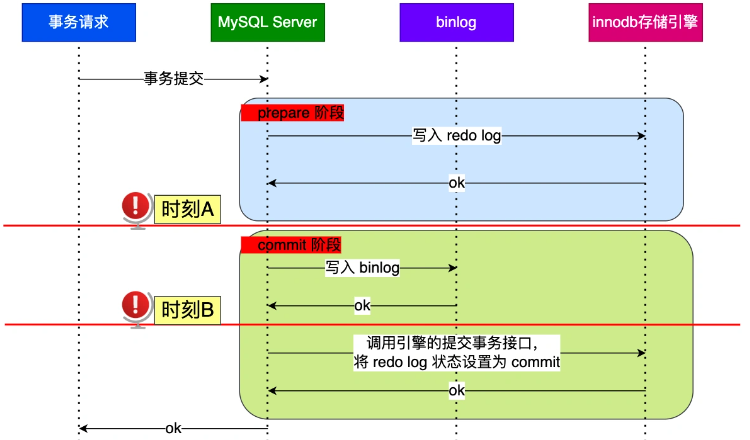 事务请求
MySQL Server
binlog
innodb存储引擎
事务提交
prepare 阶段
写入 redo log
ok
时刻A
commit 阶段
写入 binlog
ok
时刻B
调用引擎的提交事务接口，
将 redo log 状态设置为 commit
ok
ok